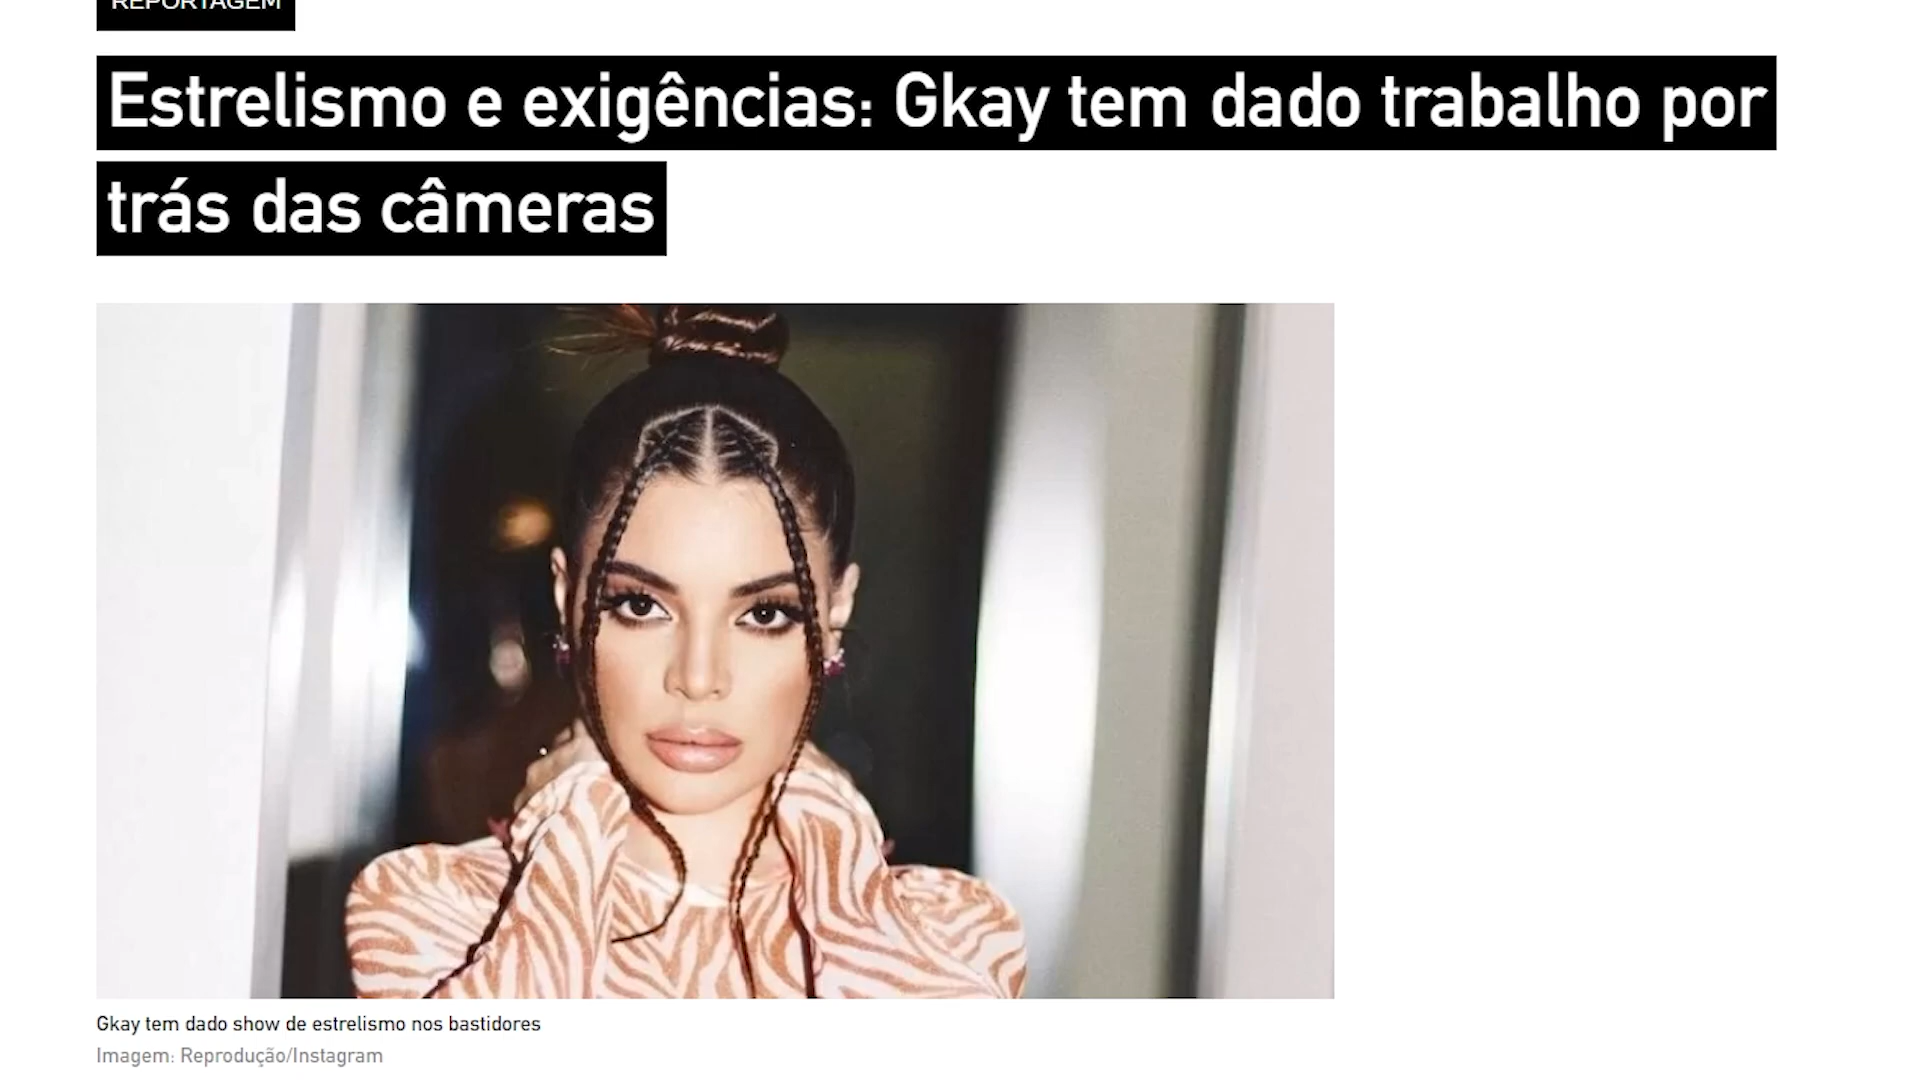 REPORTAGEM
Estrelismo e exigências: Gkay tem dado trabalho por
trás das câmeras
Gkay tem dado show de estrelismo nos bastidores
Imagem: Reprodução/Instagram